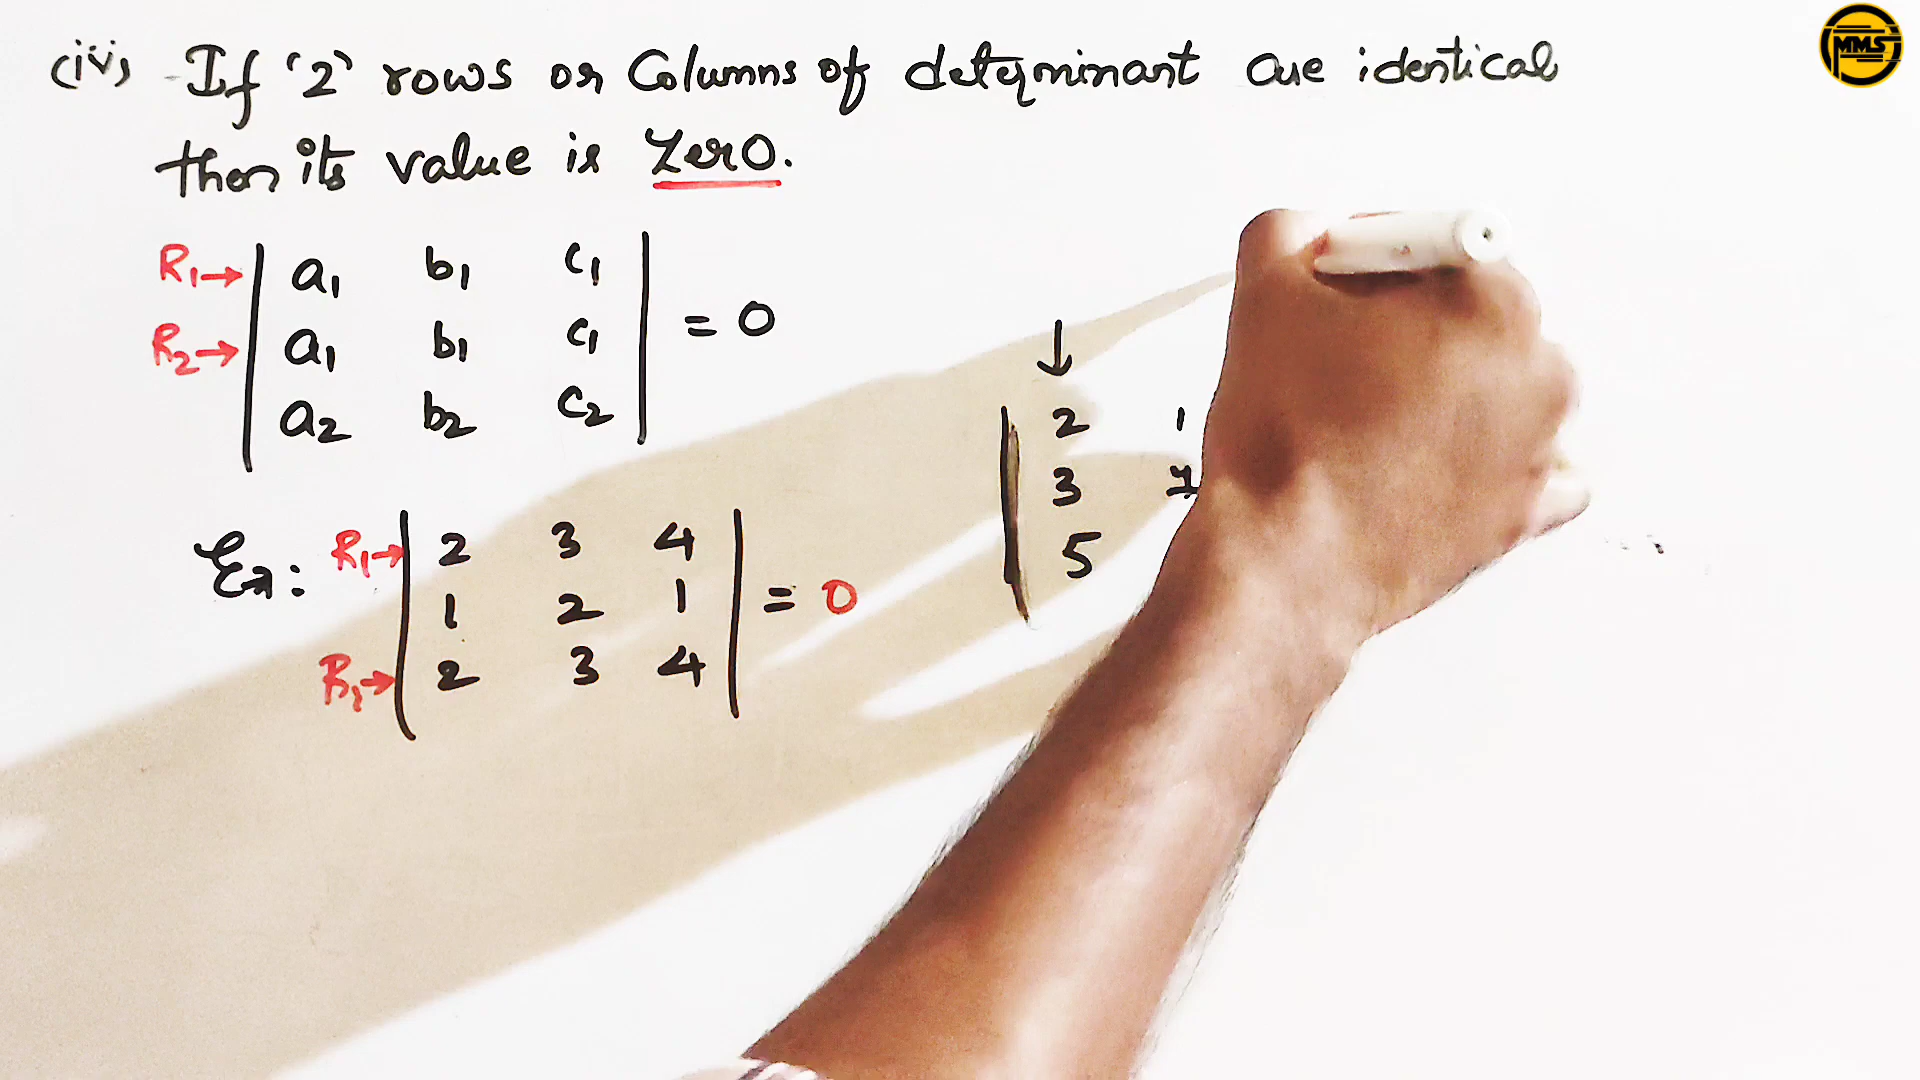 (iv) If '2' rows or Columns of determinant are identical
then its value is Zero.
R1→ | a1 b1 c1 |
R2→ | a1 b1 c1 | = 0
| a2 b2 c2 |
Ex: R1→ | 2 3 4 |
| 1 2 1 | = 0
→ | 2 3 4 |
↓
| 2 1
| 3
| 5
MMS